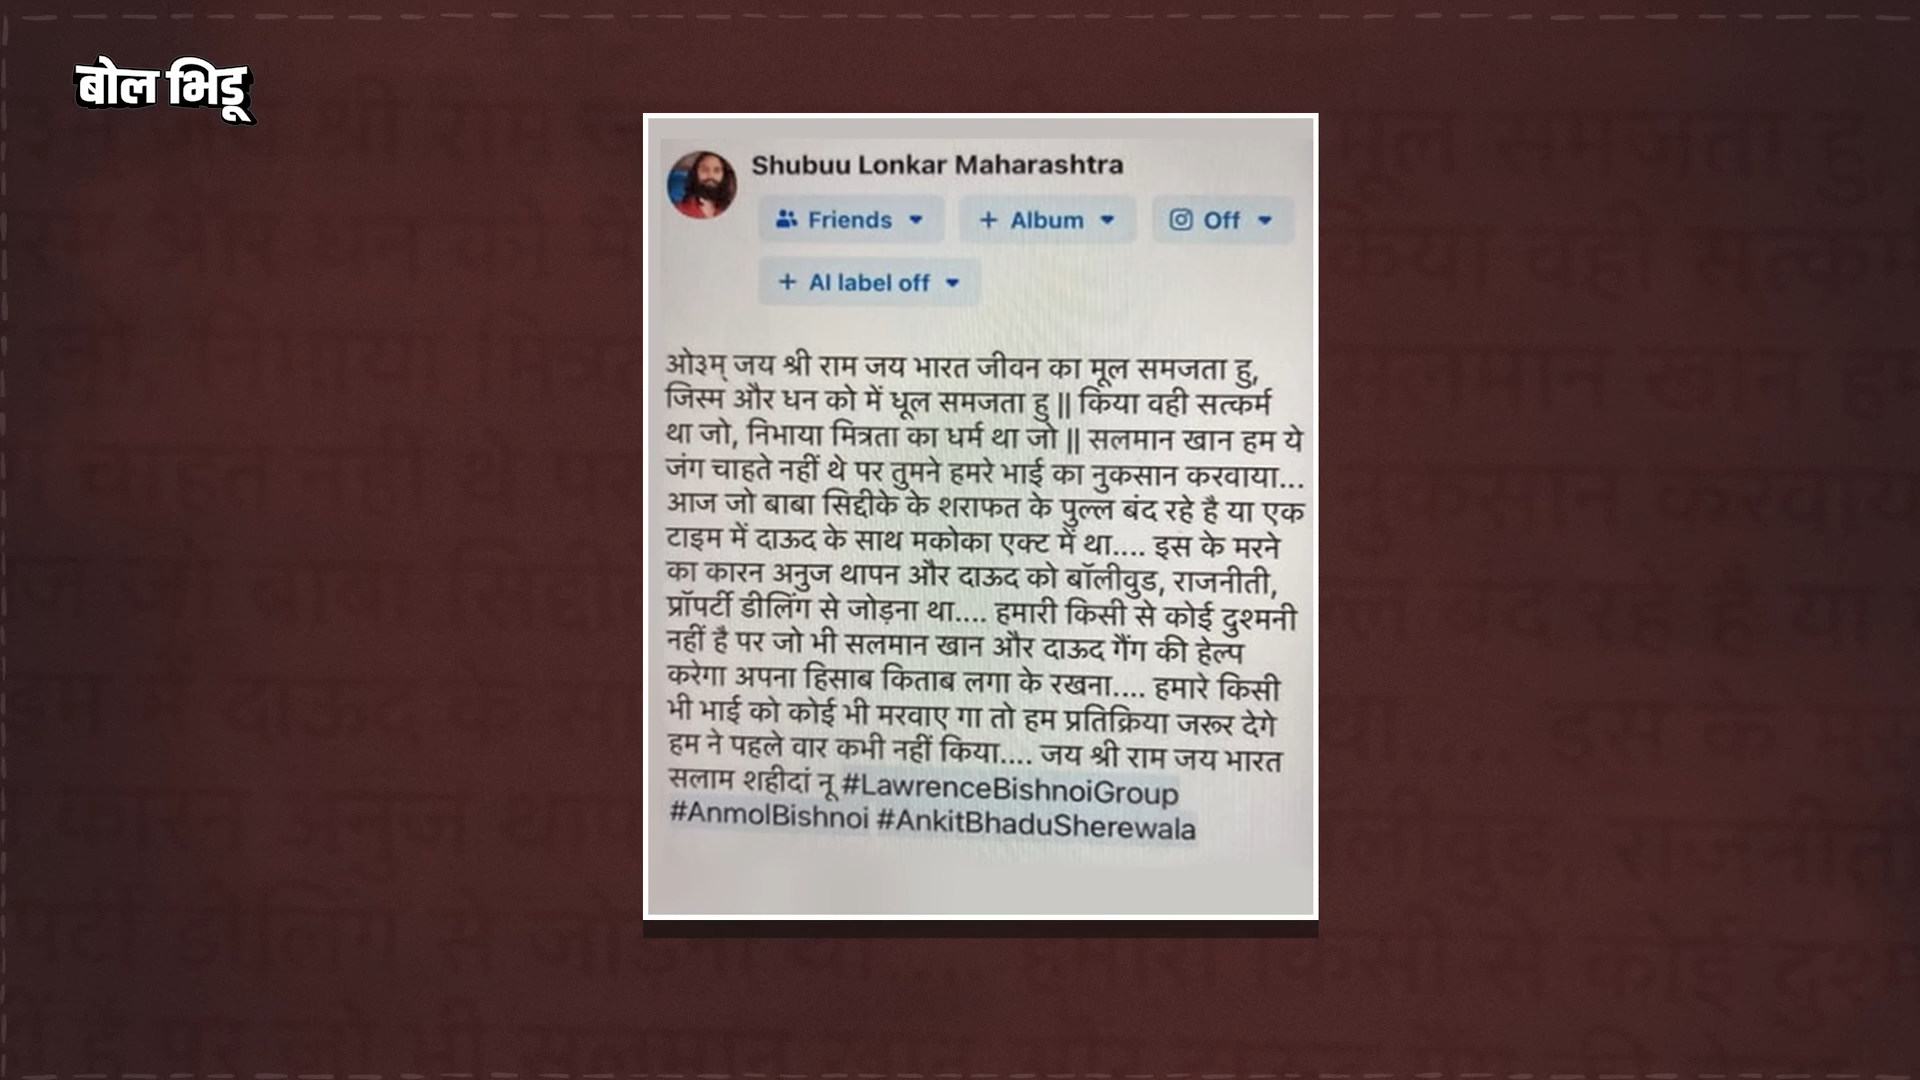 बोल भिडू
Shubuu Lonkar Maharashtra
Friends
+ Album
Off
+ AI label off
ओ३म् जय श्री राम जय भारत जीवन का मूल समजता हु,
जिस्म और धन को में धूल समजता हु || किया वही सत्कर्म
था जो, निभाया मित्रता का धर्म था जो || सलमान खान हम ये
जंग चाहते नहीं थे पर तुमने हमरे भाई का नुकसान करवाया...
आज जो बाबा सिद्दीके के शराफत के पुल्ल बंद रहे है या एक
टाइम में दाऊद के साथ मकोका एक्ट में था.... इस के मरने
का कारन अनुज थापन और दाऊद को बॉलीवुड, राजनीती,
प्रॉपर्टी डीलिंग से जोड़ना था.... हमारी किसी से कोई दुश्मनी
नहीं है पर जो भी सलमान खान और दाऊद गैंग की हेल्प
करेगा अपना हिसाब किताब लगा के रखना.... हमारे किसी
भी भाई को कोई भी मरवाए गा तो हम प्रतिक्रिया जरूर देगे
हम ने पहले वार कभी नहीं किया.... जय श्री राम जय भारत
सलाम शहीदां नू #LawrenceBishnoiGroup
#AnmolBishnoi #AnkitBhaduSherewala